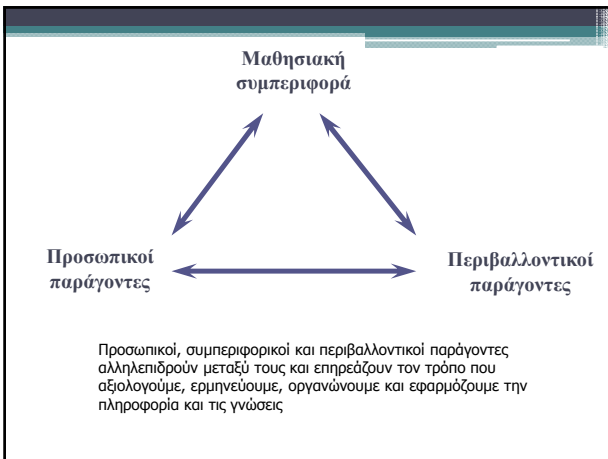 Μαθησιακή
συμπεριφορά
Προσωπικοί
παράγοντες
Περιβαλλοντικοί
παράγοντες
Προσωπικοί, συμπεριφορικοί και περιβαλλοντικοί παράγοντες
αλληλεπιδρούν μεταξύ τους και επηρεάζουν τον τρόπο που
αξιολογούμε, ερμηνεύουμε, οργανώνουμε και εφαρμόζουμε την
πληροφορία και τις γνώσεις